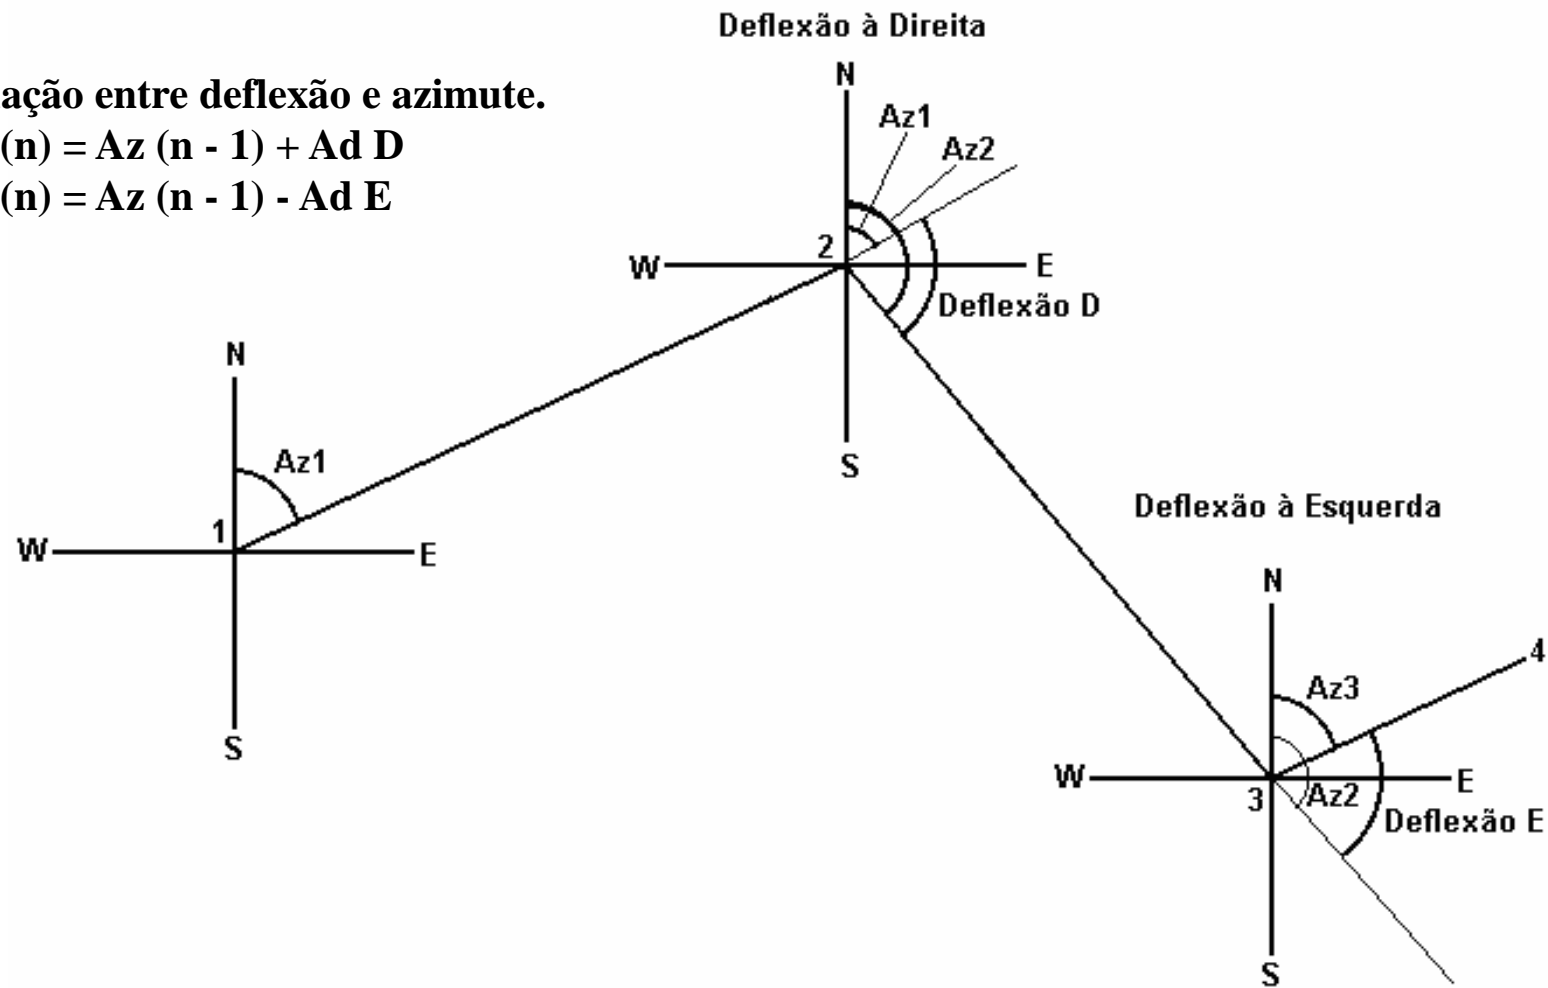 Deflexão à Direita
ação entre deflexão e azimute.
(n) = Az (n - 1) + Ad D
(n) = Az (n - 1) - Ad E
N
Az1
Az2
2
W
E
Deflexão D
S
N
Az1
1
W
E
S
Deflexão à Esquerda
N
4
Az3
W
E
3
Az2
Deflexão E
S